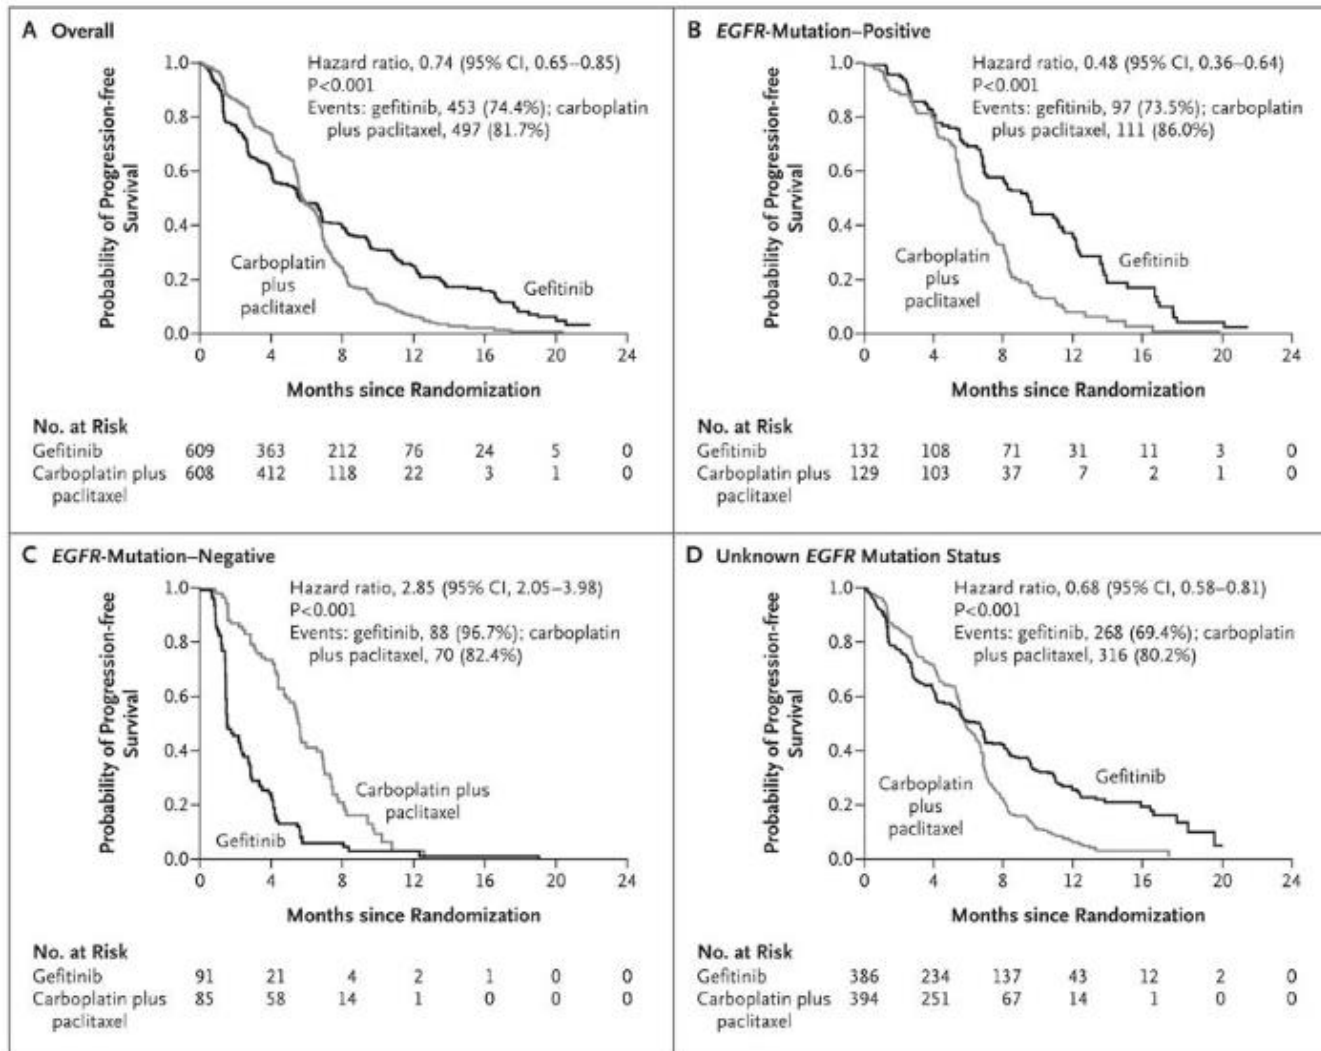 A Overall
Hazard ratio, 0.74 (95% CI, 0.65–0.85)
P<0.001
Events: gefitinib, 453 (74.4%); carboplatin
plus paclitaxel, 497 (81.7%)
Probability of Progression-free
Survival
1.0
0.8
0.6
0.4
0.2
0.0
Carboplatin
plus
paclitaxel
Gefitinib
0 4 8 12 16 20 24
Months since Randomization
No. at Risk
Gefitinib 609 363 212 76 24 5 0
Carboplatin plus 608 412 118 22 3 1 0
paclitaxel
B EGFR-Mutation–Positive
Hazard ratio, 0.48 (95% CI, 0.36–0.64)
P<0.001
Events: gefitinib, 97 (73.5%); carboplatin
plus paclitaxel, 111 (86.0%)
Probability of Progression-free
Survival
1.0
0.8
0.6
0.4
0.2
0.0
Carboplatin
plus
paclitaxel
Gefitinib
0 4 8 12 16 20 24
Months since Randomization
No. at Risk
Gefitinib 132 108 71 31 11 3 0
Carboplatin plus 129 103 37 7 2 1 0
paclitaxel
C EGFR-Mutation–Negative
Hazard ratio, 2.85 (95% CI, 2.05–3.98)
P<0.001
Events: gefitinib, 88 (96.7%); carboplatin
plus paclitaxel, 70 (82.4%)
Probability of Progression-free
Survival
1.0
0.8
0.6
0.4
0.2
0.0
Carboplatin plus
paclitaxel
Gefitinib
0 4 8 12 16 20 24
Months since Randomization
No. at Risk
Gefitinib 91 21 4 2 1 0 0
Carboplatin plus 85 58 14 1 0 0 0
paclitaxel
D Unknown EGFR Mutation Status
Hazard ratio, 0.68 (95% CI, 0.58–0.81)
P<0.001
Events: gefitinib, 268 (69.4%); carboplatin
plus paclitaxel, 316 (80.2%)
Probability of Progression-free
Survival
1.0
0.8
0.6
0.4
0.2
0.0
Carboplatin
plus
paclitaxel
Gefitinib
0 4 8 12 16 20 24
Months since Randomization
No. at Risk
Gefitinib 386 234 137 43 12 2 0
Carboplatin plus 394 251 67 14 1 0 0
paclitaxel